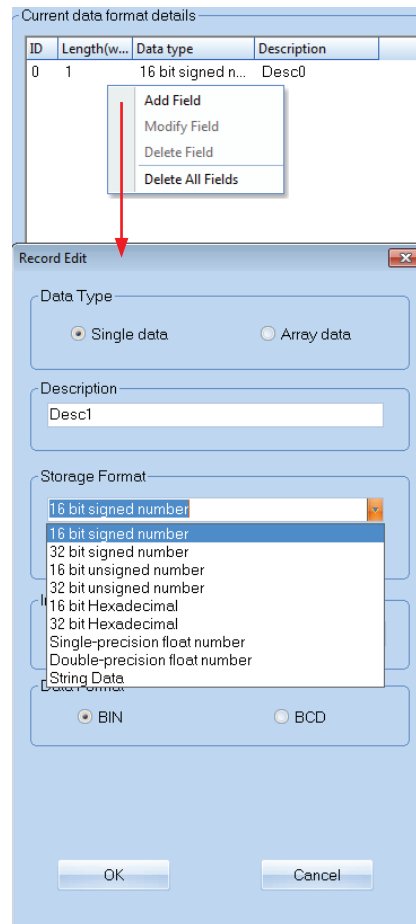 Current data format details
ID Length(w... Data type Description
0 1 16 bit signed n... Desc0
Add Field
Modify Field
Delete Field
Delete All Fields
Record Edit
Data Type
Single data Array data
Description
Desc1
Storage Format
16 bit signed number
16 bit signed number
32 bit signed number
16 bit unsigned number
32 bit unsigned number
16 bit Hexadecimal
32 bit Hexadecimal
Single-precision float number
Double-precision float number
String Data
Data Format
BIN BCD
OK Cancel